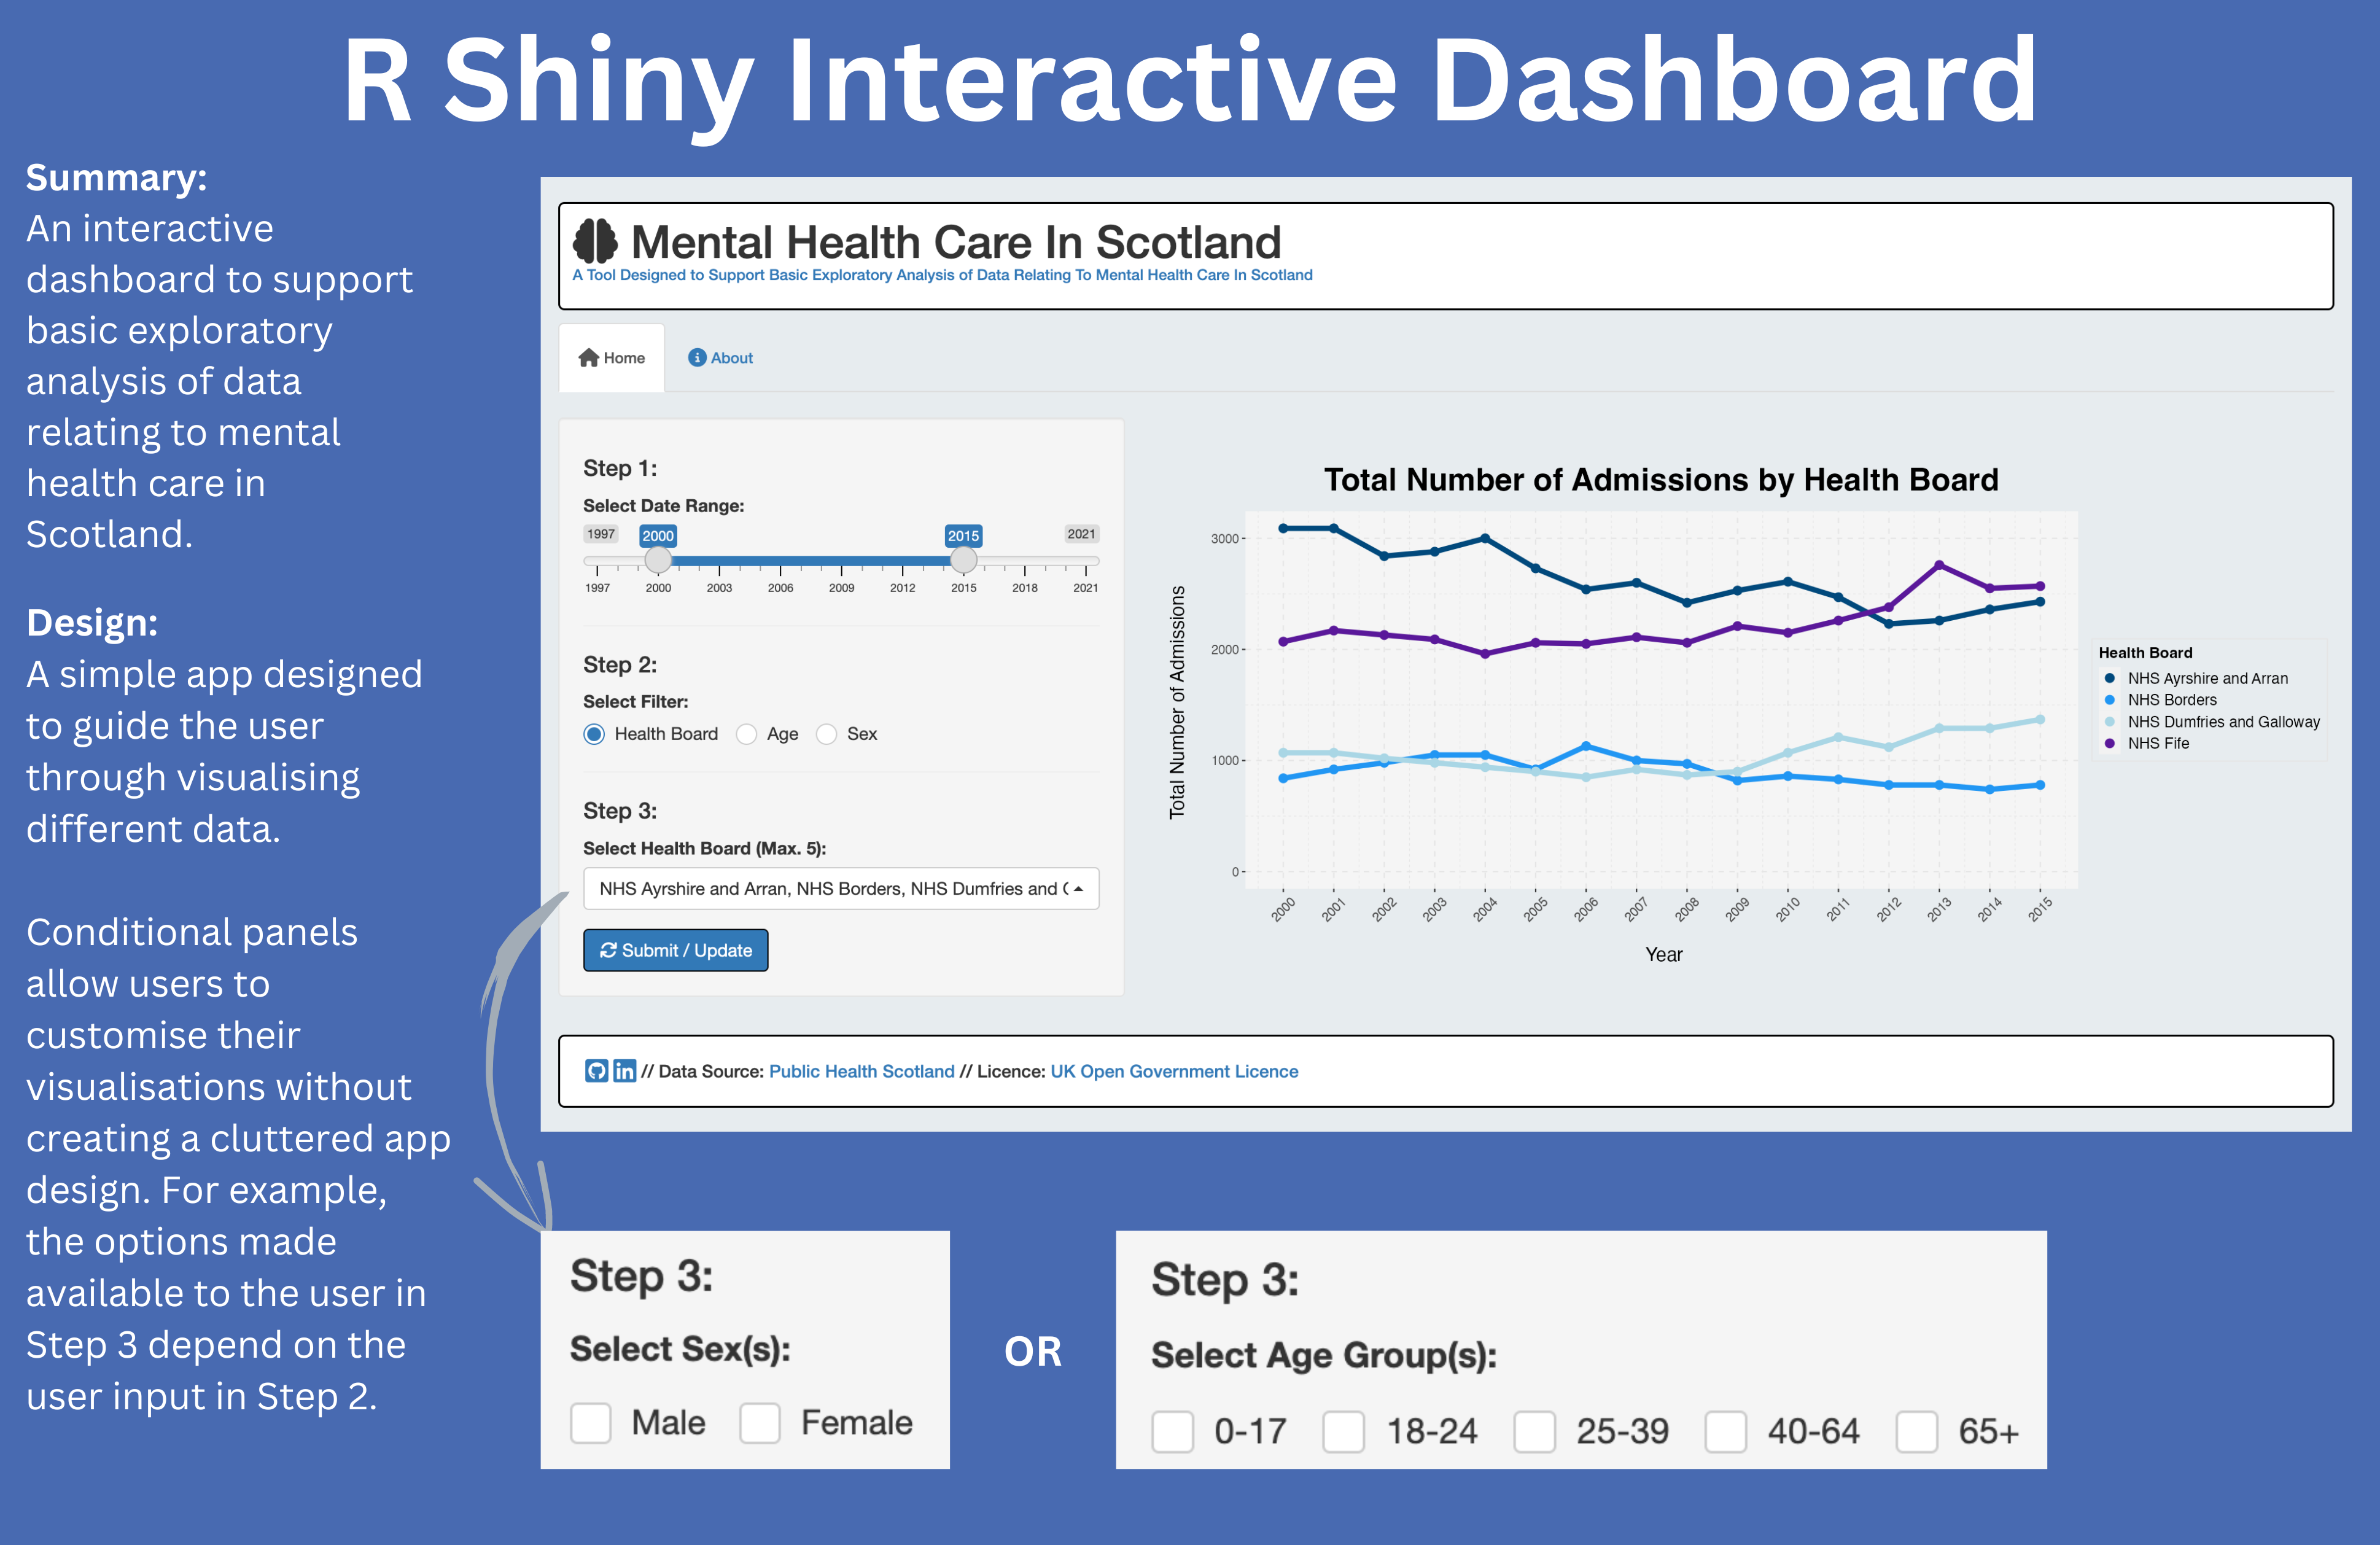 R Shiny Interactive Dashboard
Summary:
An interactive
dashboard to support
basic exploratory
analysis of data
relating to mental
health care in
Scotland.
Design:
A simple app designed
to guide the user
through visualising
different data.
Conditional panels
allow users to
customise their
visualisations without
creating a cluttered app
design. For example,
the options made
available to the user in
Step 3 depend on the
user input in Step 2.
Mental Health Care In Scotland
A Tool Designed to Support Basic Exploratory Analysis of Data Relating To Mental Health Care In Scotland
Home
About
Step 1:
Select Date Range:
1997 2000 2015 2021
1997 2000 2003 2006 2009 2012 2015 2018 2021
Step 2:
Select Filter:
Health Board Age Sex
Step 3:
Select Health Board (Max. 5):
NHS Ayrshire and Arran, NHS Borders, NHS Dumfries and
Submit / Update
Total Number of Admissions by Health Board
Total Number of Admissions
3000
2000
1000
0
2000 2001 2002 2003 2004 2005 2006 2007 2008 2009 2010 2011 2012 2013 2014 2015
Year
Health Board
NHS Ayrshire and Arran
NHS Borders
NHS Dumfries and Galloway
NHS Fife
in // Data Source: Public Health Scotland // Licence: UK Open Government Licence
Step 3:
Select Sex(s):
Male Female
OR
Step 3:
Select Age Group(s):
0-17 18-24 25-39 40-64 65+